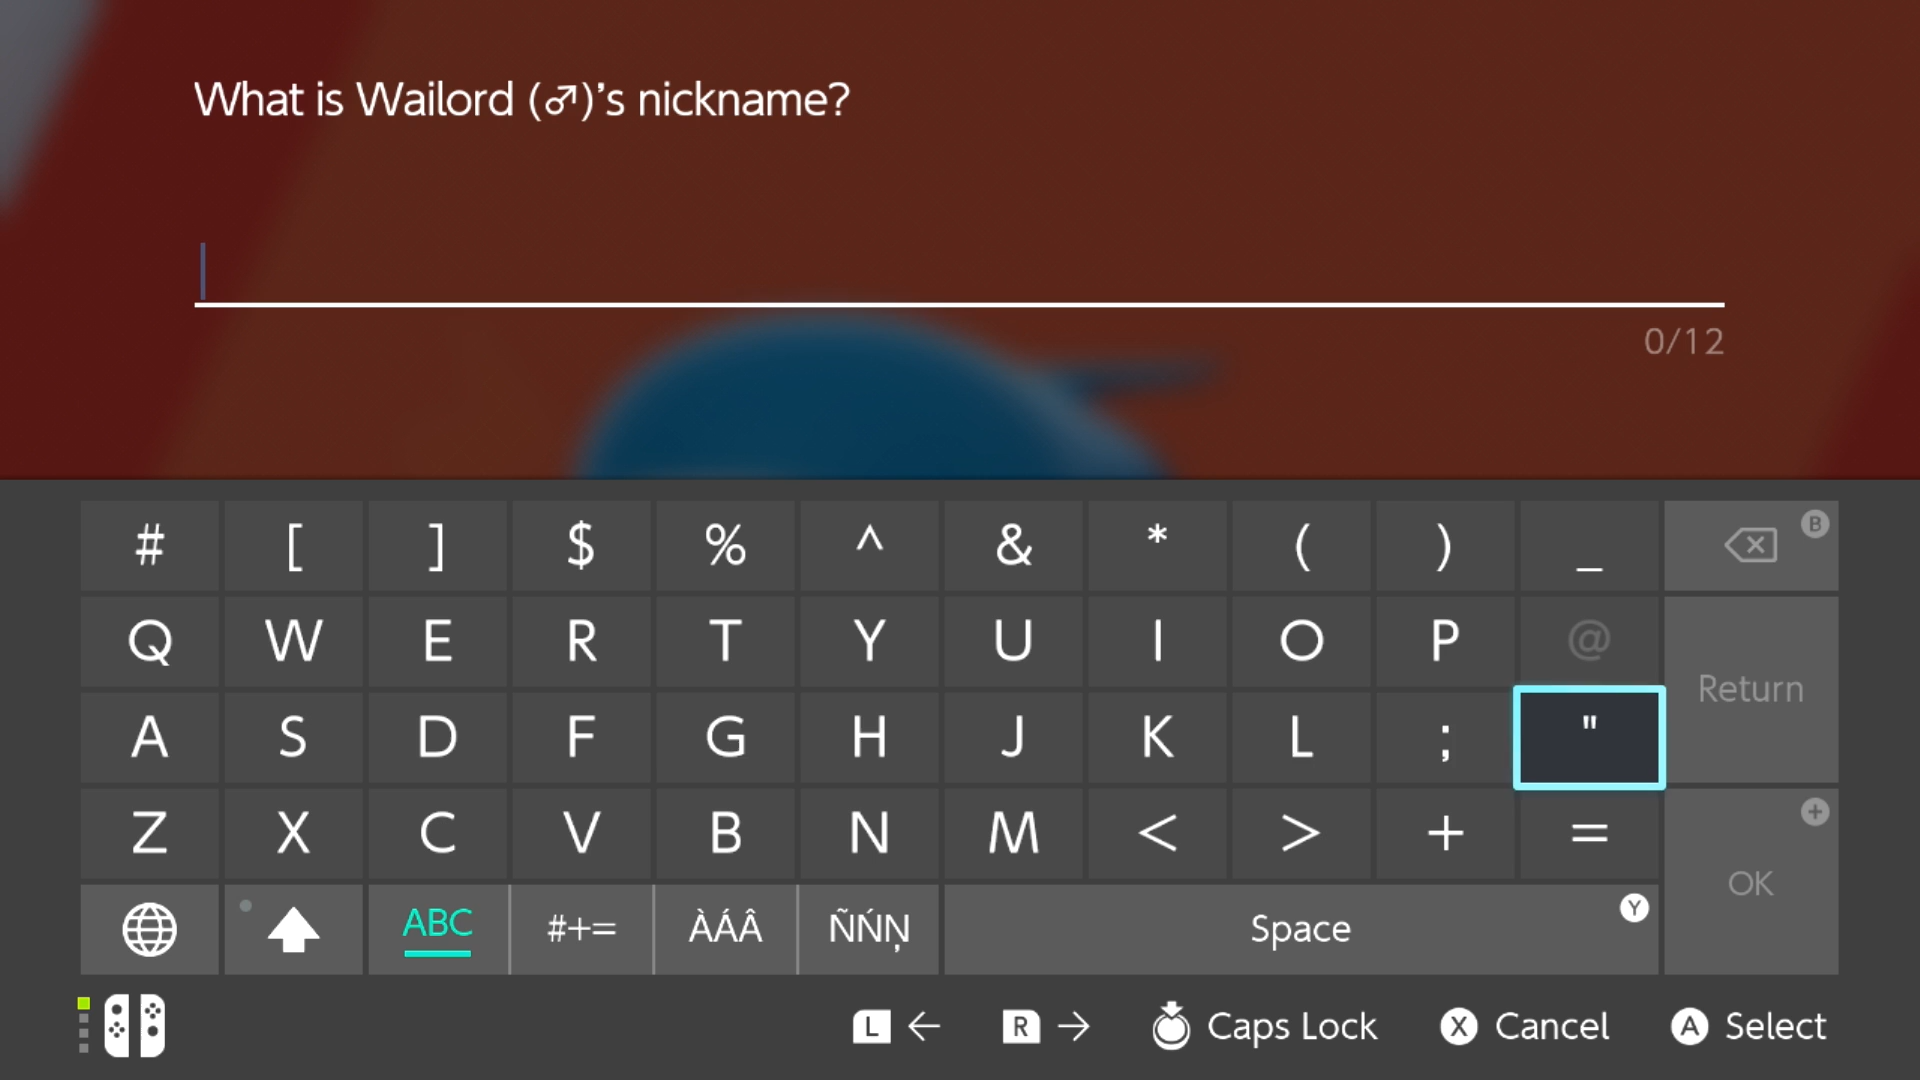 What is Wailord (♂)'s nickname?
0/12
# [ ] $ % ^ & * ( ) _ B
Q W E R T Y U I O P @ Return
A S D F G H J K L ; "
Z X C V B N M < > + = + OK
ABC #+= ÀÁÂ ÑŃŅ Space Y
L ← R → Caps Lock X Cancel A Select